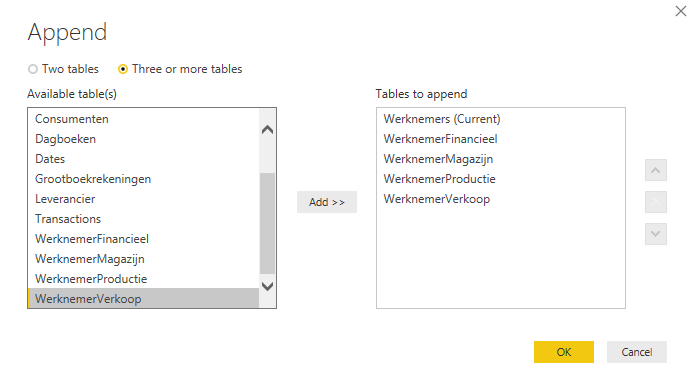 Append
Two tables
Three or more tables
Available table(s)
Consumenten
Dagboeken
Dates
Grootboekrekeningen
Leverancier
Transactions
WerknemerFinancieel
WerknemerMagazijn
WerknemerProductie
WerknemerVerkoop
Add >>
Tables to append
Werknemers (Current)
WerknemerFinancieel
WerknemerMagazijn
WerknemerProductie
WerknemerVerkoop
OK
Cancel